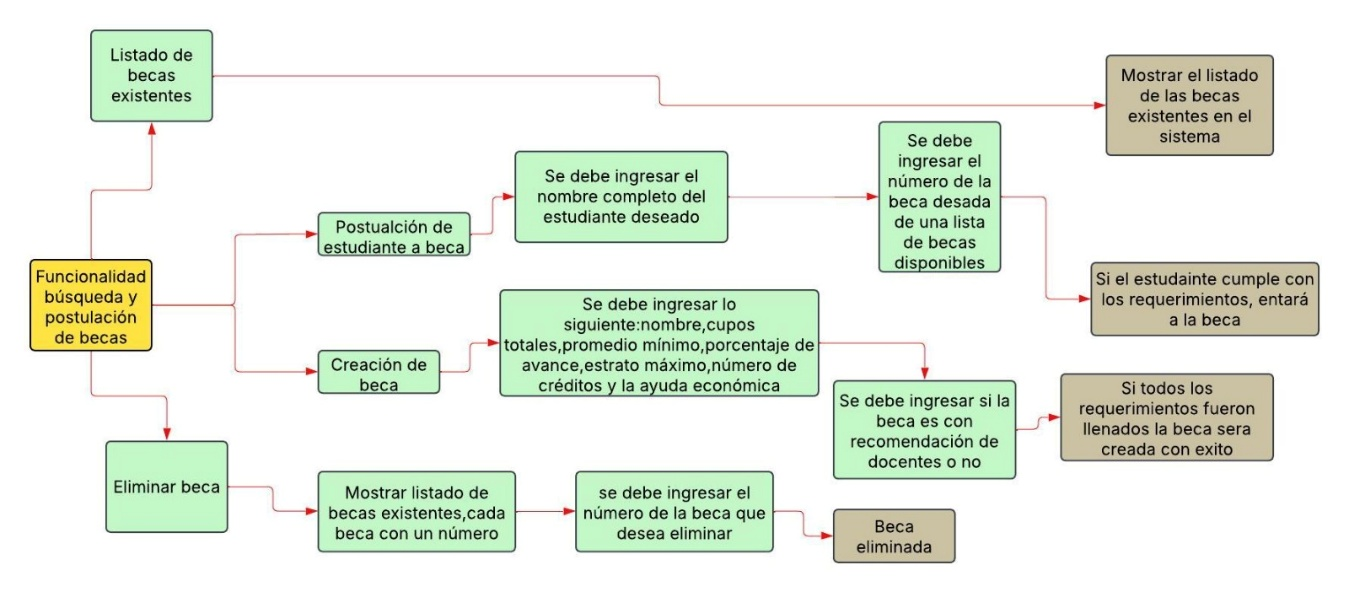 Listado de
becas
existentes
Mostrar el listado
de las becas
existentes en el
sistema
Se debe
ingresar el
número de la
beca desada
de una lista
de becas
disponibles
Se debe ingresar el
nombre completo del
estudiante deseado
Postualción de
estudiante a beca
Funcionalidad
búsqueda y
postulación
de becas
Si el estudainte cumple con
los requerimientos, entará
a la beca
Se debe ingresar lo
siguiente:nombre,cupos
totales,promedio mínimo,porcentaje de
avance,estrato máximo,número de
créditos y la ayuda económica
Creación de
beca
Se debe ingresar si la
beca es con
recomendación de
docentes o no
Si todos los
requerimientos fueron
llenados la beca sera
creada con exito
Eliminar beca
Mostrar listado de
becas existentes,cada
beca con un número
se debe ingresar el
número de la beca que
desea eliminar
Beca
eliminada